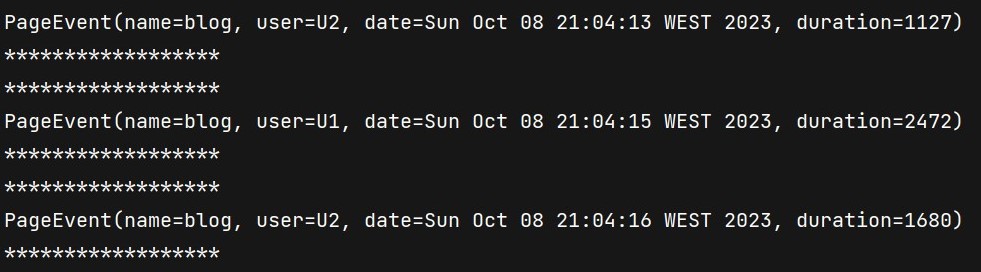 PageEvent(name=blog, user=U2, date=Sun Oct 08 21:04:13 WEST 2023, duration=1127)
******************
******************
PageEvent(name=blog, user=U1, date=Sun Oct 08 21:04:15 WEST 2023, duration=2472)
******************
******************
PageEvent(name=blog, user=U2, date=Sun Oct 08 21:04:16 WEST 2023, duration=1680)
******************